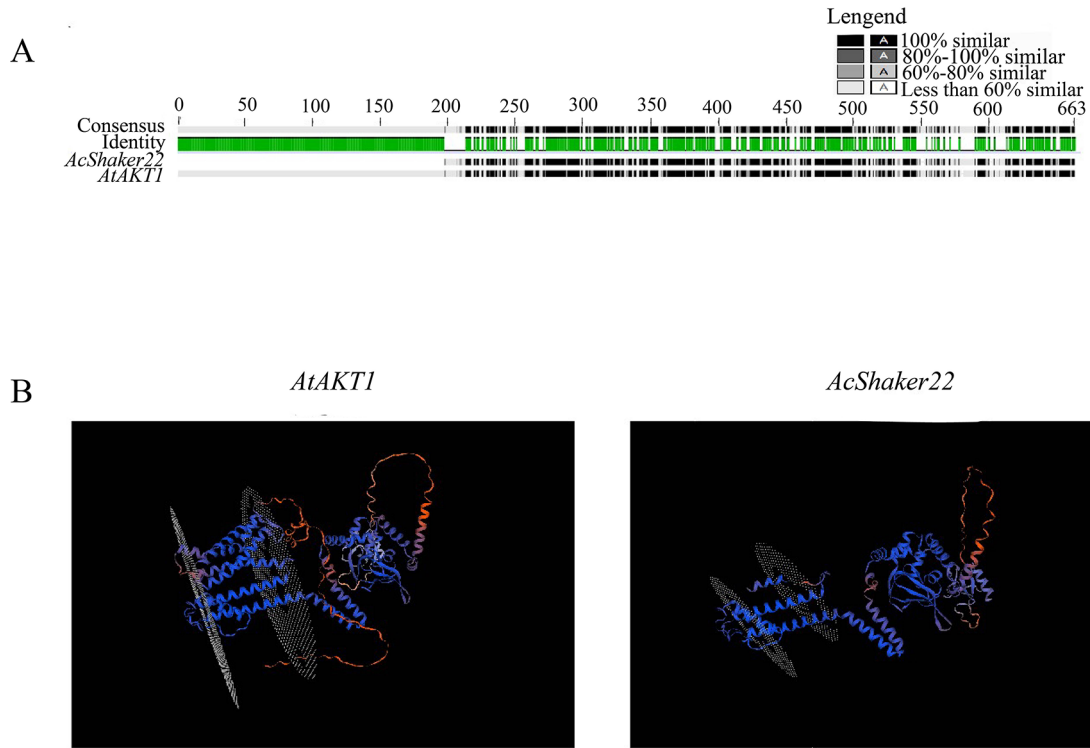 A
Lengend
A 100% similar
A 80%-100% similar
A 60%-80% similar
A Less than 60% similar
0 50 100 150 200 250 300 350 400 450 500 550 600 663
Consensus
Identity
AcShaker22
AtAKT1
B
AtAKT1
AcShaker22